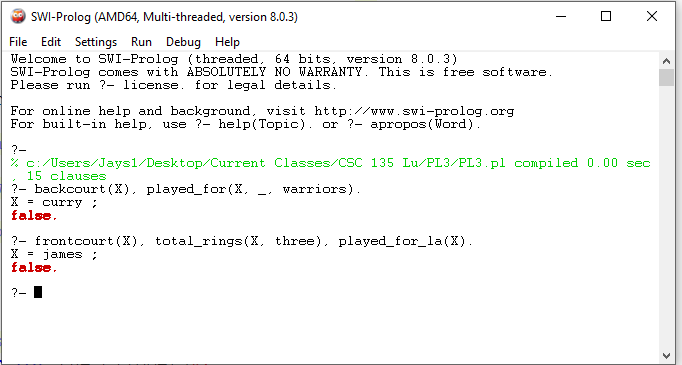 SWI-Prolog (AMD64, Multi-threaded, version 8.0.3)
File Edit Settings Run Debug Help
Welcome to SWI-Prolog (threaded, 64 bits, version 8.0.3)
SWI-Prolog comes with ABSOLUTELY NO WARRANTY. This is free software.
Please run ?- license. for legal details.
For online help and background, visit http://www.swi-prolog.org
For built-in help, use ?- help(Topic). or ?- apropos(Word).
?-
% c:/Users/Jays1/Desktop/Current Classes/CSC 135 Lu/PL3/PL3.pl compiled 0.00 sec
, 15 clauses
?- backcourt(X), played_for(X, _, warriors).
X = curry ;
false.
?- frontcourt(X), total_rings(X, three), played_for_la(X).
X = james ;
false.
?-